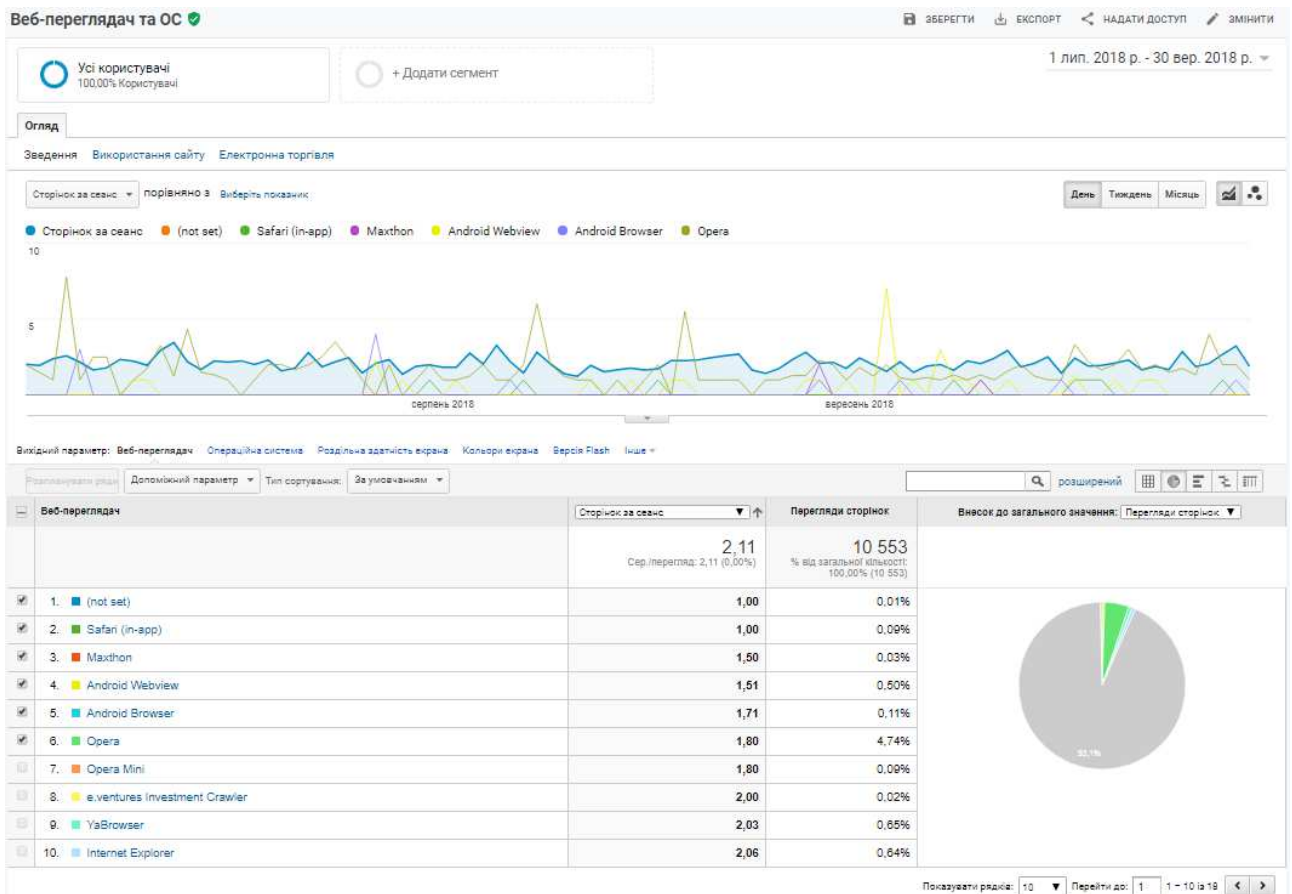 Веб-переглядач та ОС
ЗБЕРЕГТИ ЕКСПОРТ НАДАТИ ДОСТУП ЗМІНИТИ
Усі користувачі
100,00% Користувачі
+ Додати сегмент
1 лип. 2018 р. - 30 вер. 2018 р.
Огляд
Зведення Використання сайту Електронна торгівля
Сторінок за сеанс порівняно з Виберіть показник
День Тиждень Місяць
Сторінок за сеанс (not set) Safari (in-app) Maxthon Android Webview Android Browser Opera
10
5
серпень 2018 вересень 2018
Вихідний параметр: Веб-переглядач Операційна система Роздільна здатність екрана Кольори екрана Версія Flash Інше
Допоміжний параметр Тип сортування: За умовчанням
розширений
Веб-переглядач Сторінок за сеанс Перегляди сторінок Внесок до загального значення: Перегляди сторінок
2,11 10 553
Сер./перегляд: 2,11 (0,00%) % від загальної кількості: 100,00% (10 553)
1. (not set) 1,00 0,01%
2. Safari (in-app) 1,00 0,09%
3. Maxthon 1,50 0,03%
4. Android Webview 1,51 0,50%
5. Android Browser 1,71 0,11%
6. Opera 1,80 4,74%
7. Opera Mini 1,80 0,09%
8. e.ventures Investment Crawler 2,00 0,02%
9. YaBrowser 2,03 0,65%
10. Internet Explorer 2,06 0,64%
Показувати рядків: 10 Перейти до: 1 1 – 10 із 18